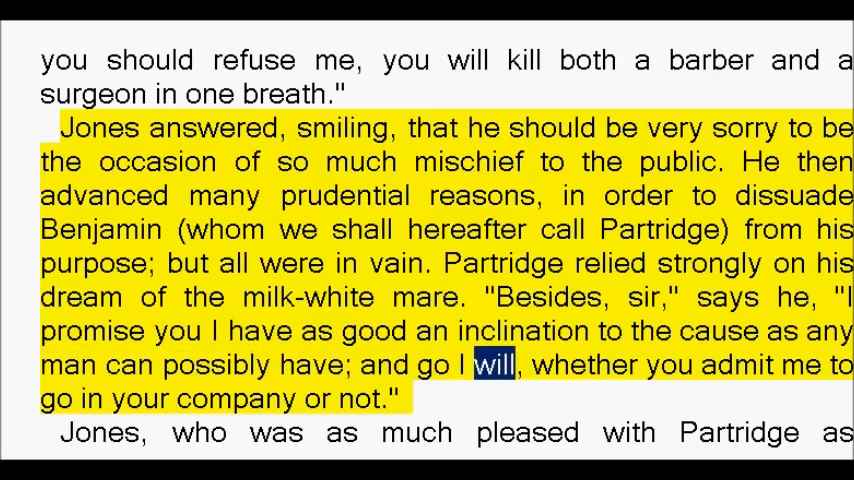 you should refuse me, you will kill both a barber and a
surgeon in one breath."
Jones answered, smiling, that he should be very sorry to be
the occasion of so much mischief to the public. He then
advanced many prudential reasons, in order to dissuade
Benjamin (whom we shall hereafter call Partridge) from his
purpose; but all were in vain. Partridge relied strongly on his
dream of the milk-white mare. "Besides, sir," says he, "I
promise you I have as good an inclination to the cause as any
man can possibly have; and go I will, whether you admit me to
go in your company or not."
Jones, who was as much pleased with Partridge as